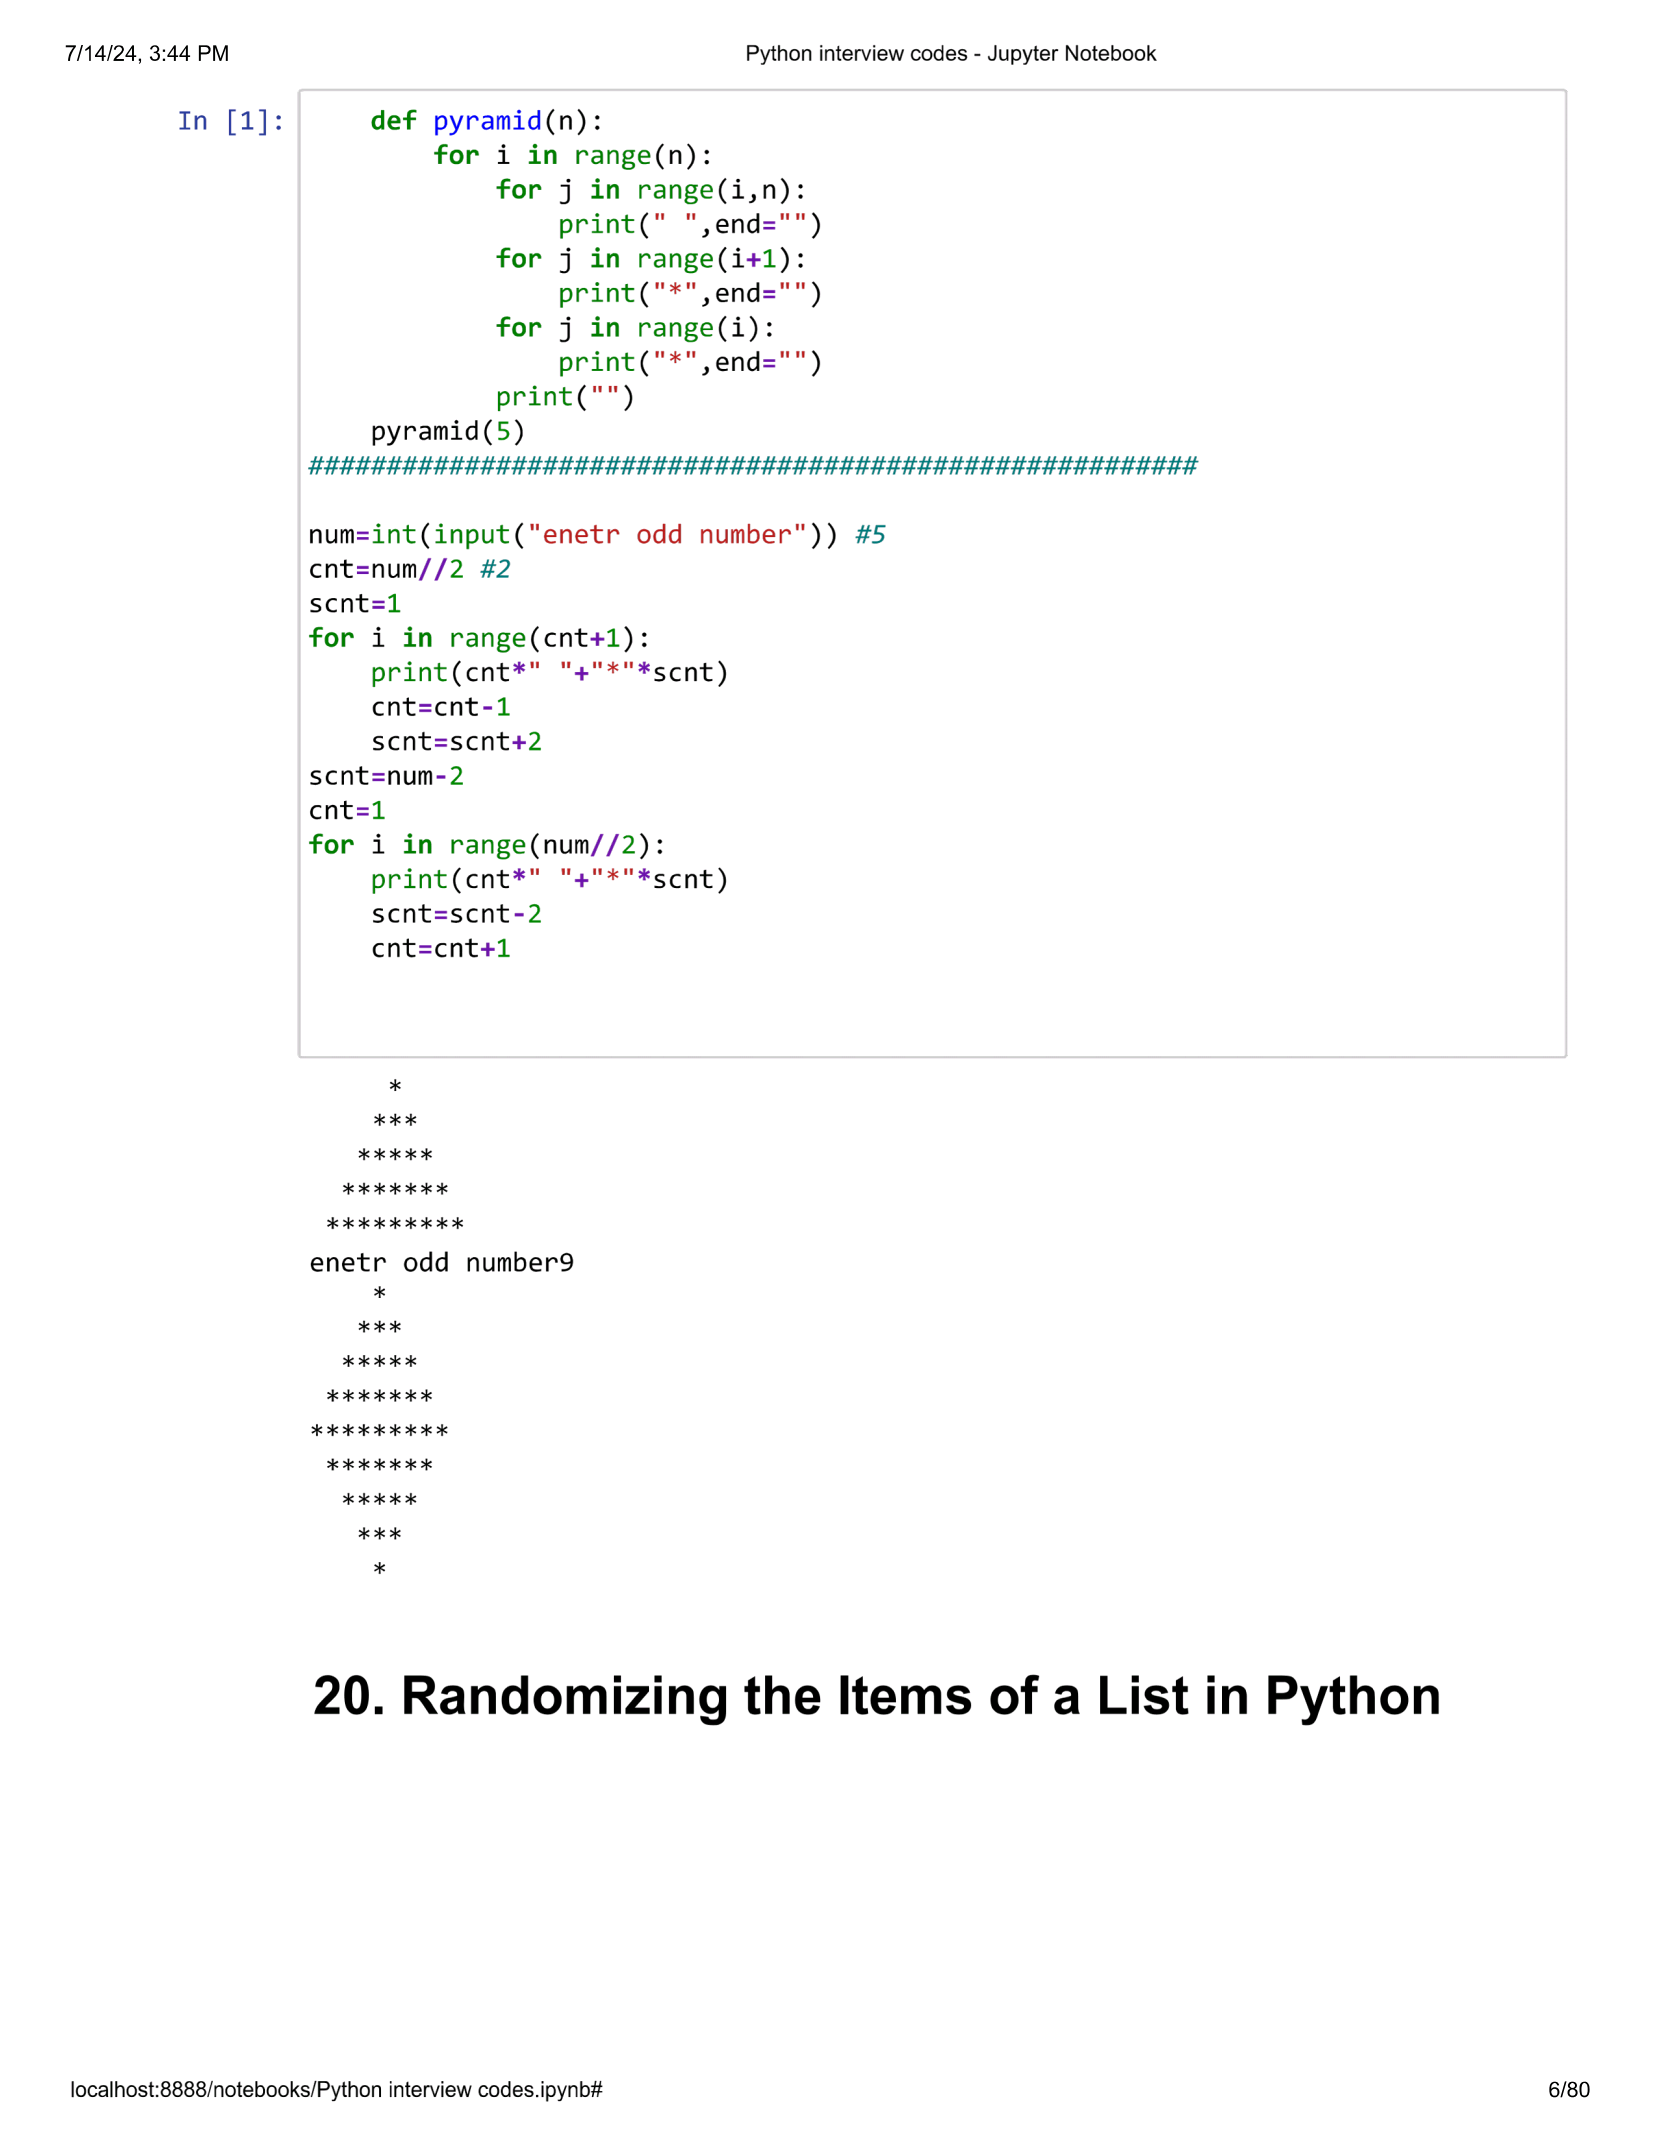 7/14/24, 3:44 PM Python interview codes - Jupyter Notebook
In [1]:     def pyramid(n):
        for i in range(n):
            for j in range(i,n):
                print(" ",end="")
            for j in range(i+1):
                print("*",end="")
            for j in range(i):
                print("*",end="")
            print("")
    pyramid(5)
#########################################################
num=int(input("enetr odd number")) #5
cnt=num//2 #2
scnt=1
for i in range(cnt+1):
    print(cnt*" "+"*"*scnt)
    cnt=cnt-1
    scnt=scnt+2
scnt=num-2
cnt=1
for i in range(num//2):
    print(cnt*" "+"*"*scnt)
    scnt=scnt-2
    cnt=cnt+1
     *
    ***
   *****
  *******
 *********
enetr odd number9
    *
   ***
  *****
 *******
*********
 *******
  *****
   ***
    *
20. Randomizing the Items of a List in Python
localhost:8888/notebooks/Python interview codes.ipynb# 6/80